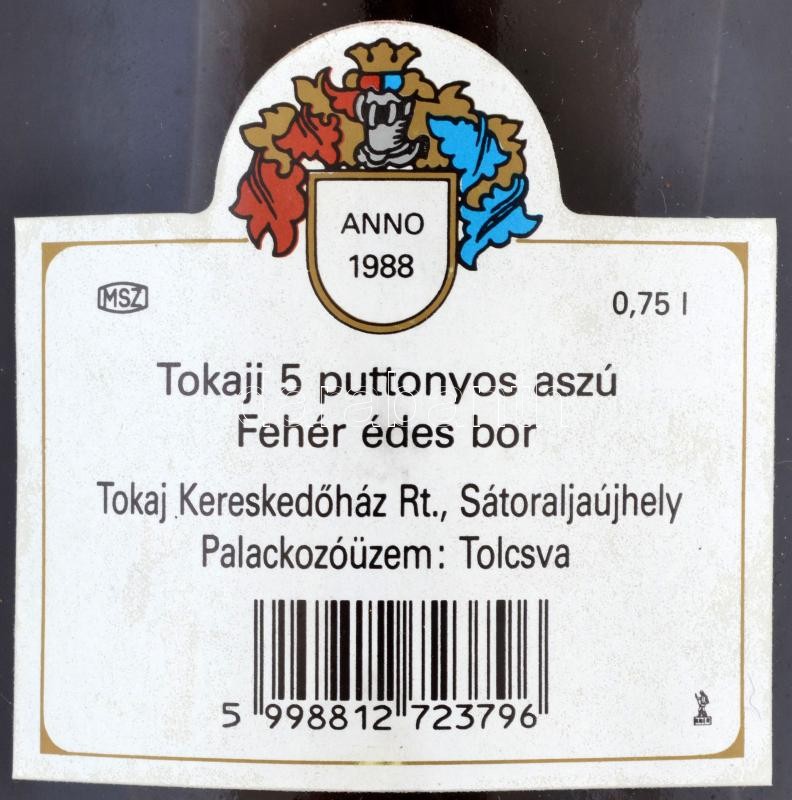 ANNO
1988
MSZ
0,75 l
Tokaji 5 puttonyos aszú
Fehér édes bor
Tokaj Kereskedőház Rt., Sátoraljaújhely
Palackozóüzem: Tolcsva
5 998812 723796